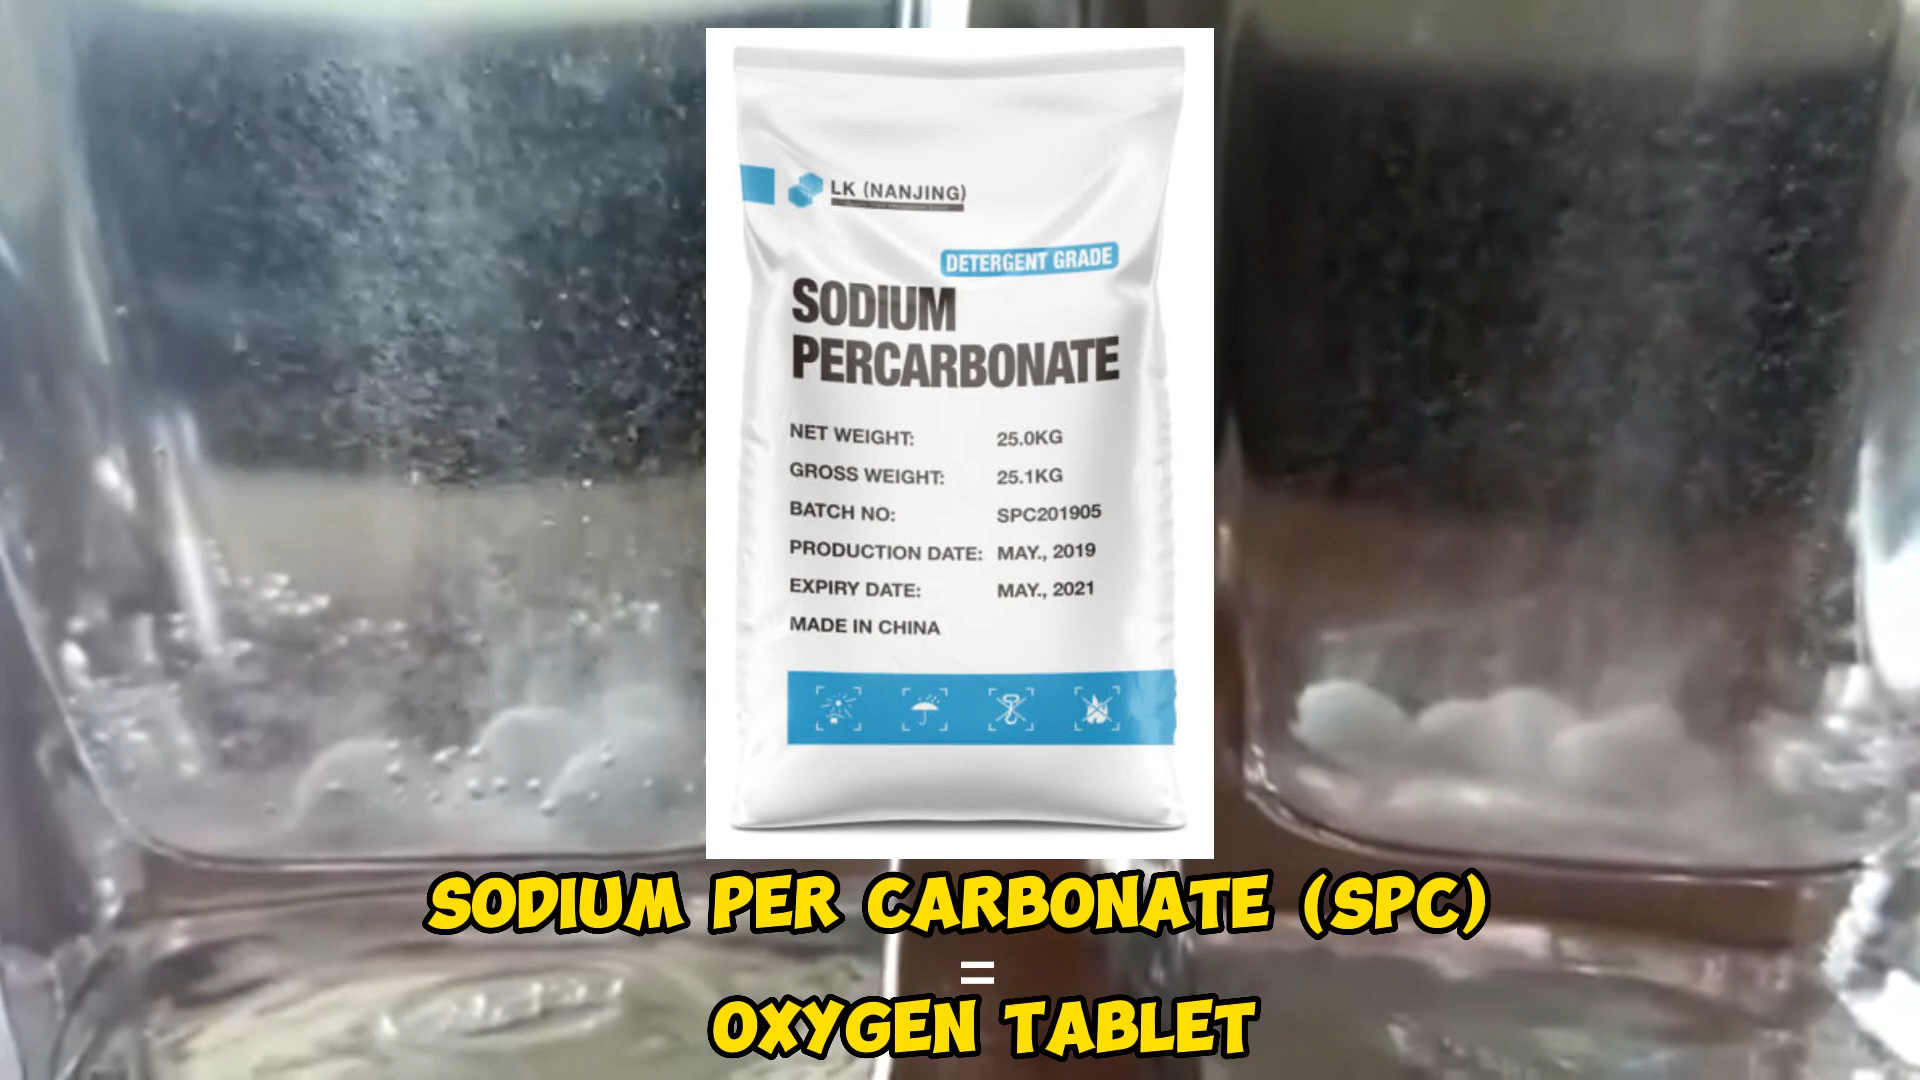 LK (NANJING)
DETERGENT GRADE
SODIUM
PERCARBONATE
NET WEIGHT: 25.0KG
GROSS WEIGHT: 25.1KG
BATCH NO: SPC201905
PRODUCTION DATE: MAY., 2019
EXPIRY DATE: MAY., 2021
MADE IN CHINA
SODIUM PER CARBONATE (SPC)
=
OXYGEN TABLET